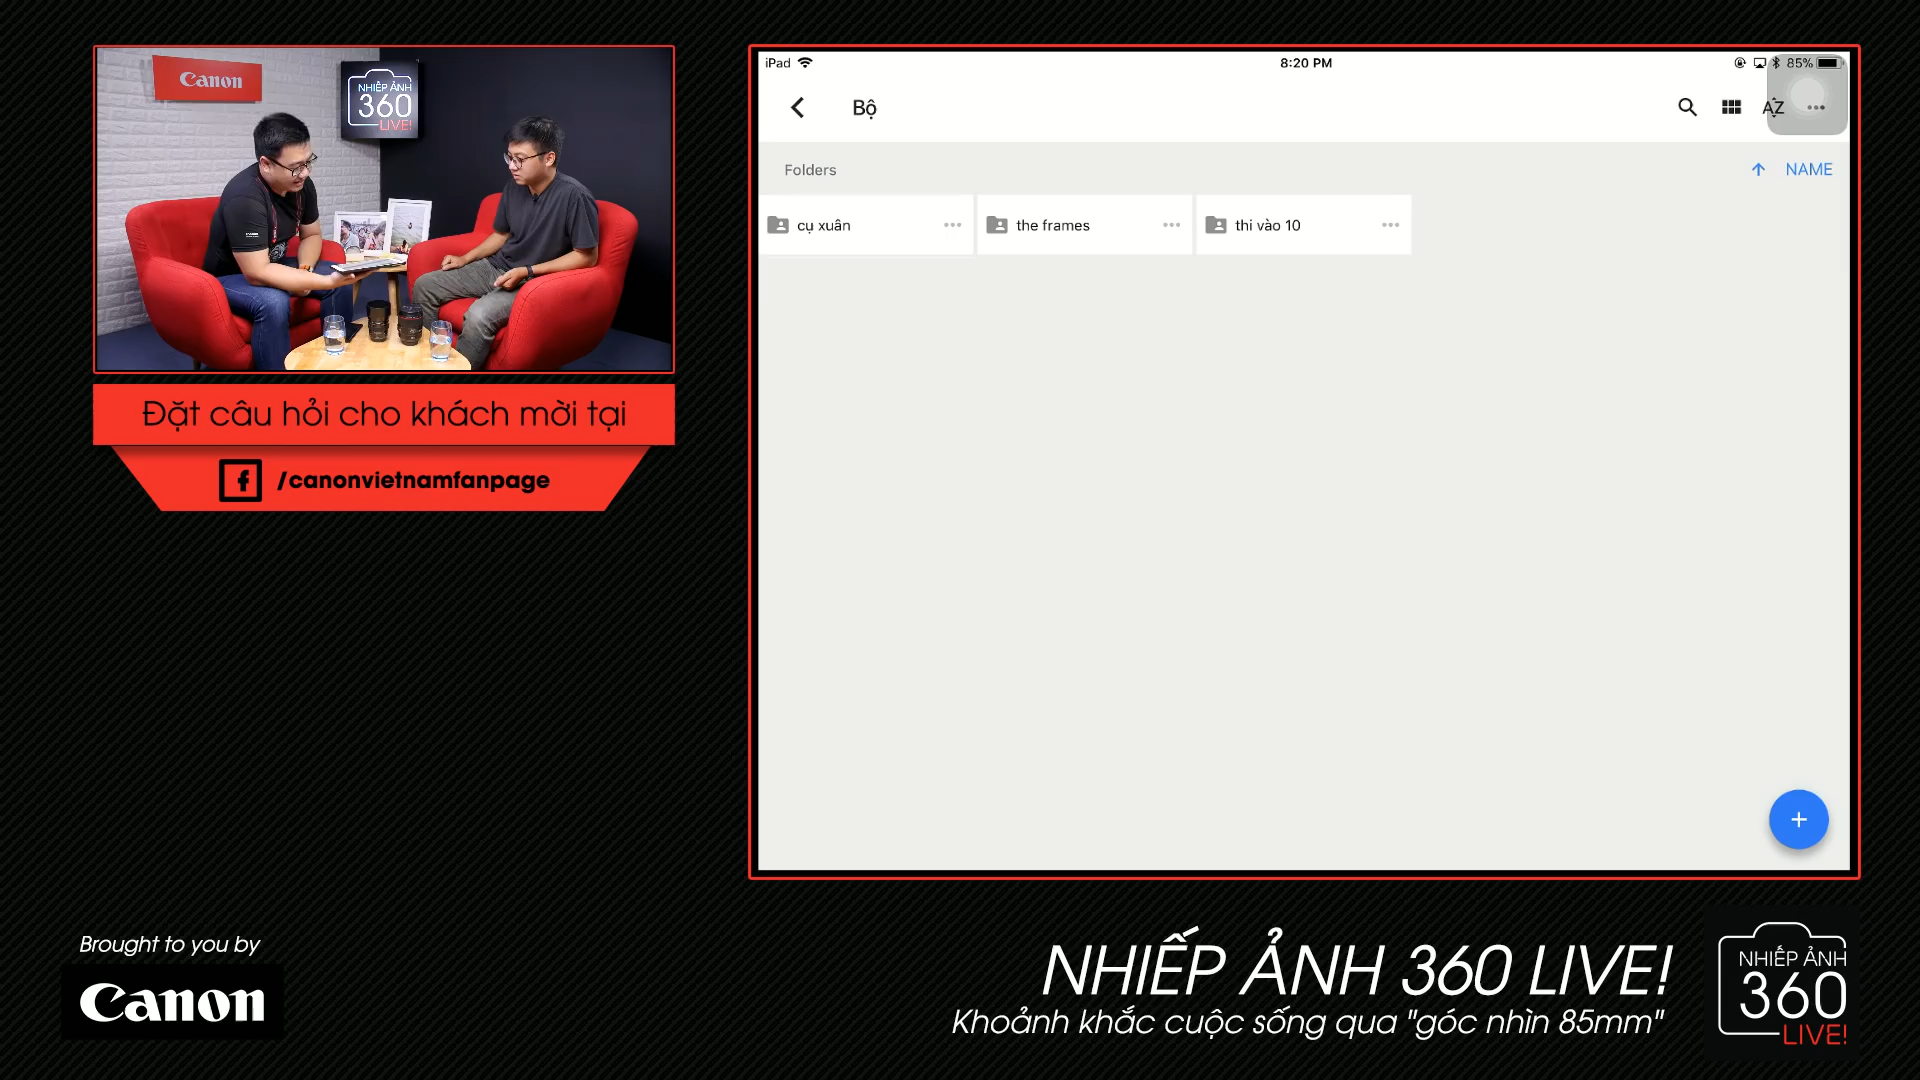 Canon
NHIẾP ẢNH
360
LIVE!
Đặt câu hỏi cho khách mời tại
f /canonvietnamfanpage
iPad
8:20 PM
85%
Bộ
AZ
Folders
NAME
cụ xuân
the frames
thi vào 10
Brought to you by
Canon
NHIẾP ẢNH 360 LIVE!
Khoảnh khắc cuộc sống qua "góc nhìn 85mm"
NHIẾP ẢNH
360
LIVE!